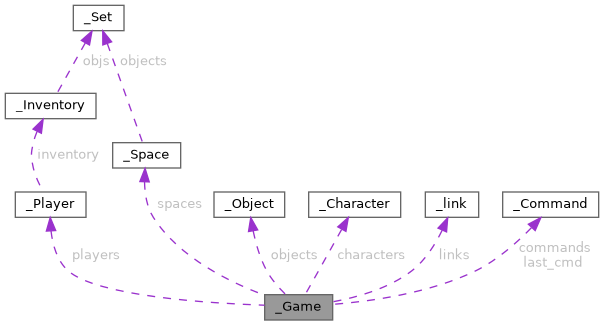 _Set
objs
objects
_Inventory
inventory
_Space
_Player
spaces
_Object
_Character
_link
_Command
players
objects
characters
links
commands
last_cmd
_Game